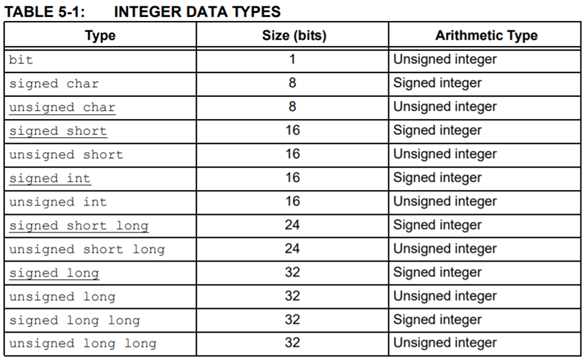 TABLE 5-1: INTEGER DATA TYPES
Type Size (bits) Arithmetic Type
bit 1 Unsigned integer
signed char 8 Signed integer
unsigned char 8 Unsigned integer
signed short 16 Signed integer
unsigned short 16 Unsigned integer
signed int 16 Signed integer
unsigned int 16 Unsigned integer
signed short long 24 Signed integer
unsigned short long 24 Unsigned integer
signed long 32 Signed integer
unsigned long 32 Unsigned integer
signed long long 32 Signed integer
unsigned long long 32 Unsigned integer